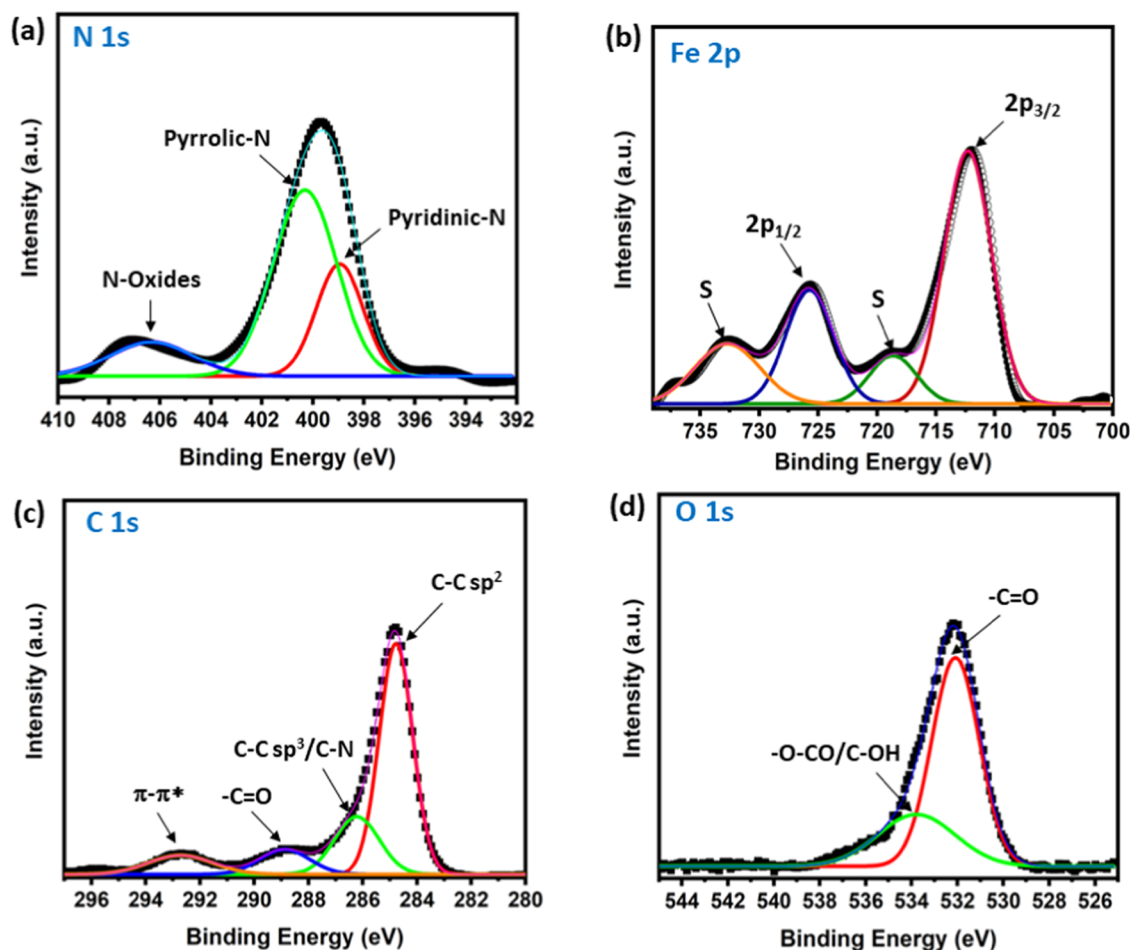 (a)
N 1s
Pyrrolic-N
Pyridinic-N
N-Oxides
Intensity (a.u.)
410 408 406 404 402 400 398 396 394 392
Binding Energy (eV)
(b)
Fe 2p
2p3/2
2p1/2
S
S
Intensity (a.u.)
735 730 725 720 715 710 705 700
Binding Energy (eV)
(c)
C 1s
C-C sp2
C-C sp3/C-N
-C=O
π-π*
Intensity (a.u.)
296 294 292 290 288 286 284 282 280
Binding Energy (eV)
(d)
O 1s
-C=O
-O-CO/C-OH
Intensity (a.u.)
544 542 540 538 536 534 532 530 528 526
Binding Energy (eV)